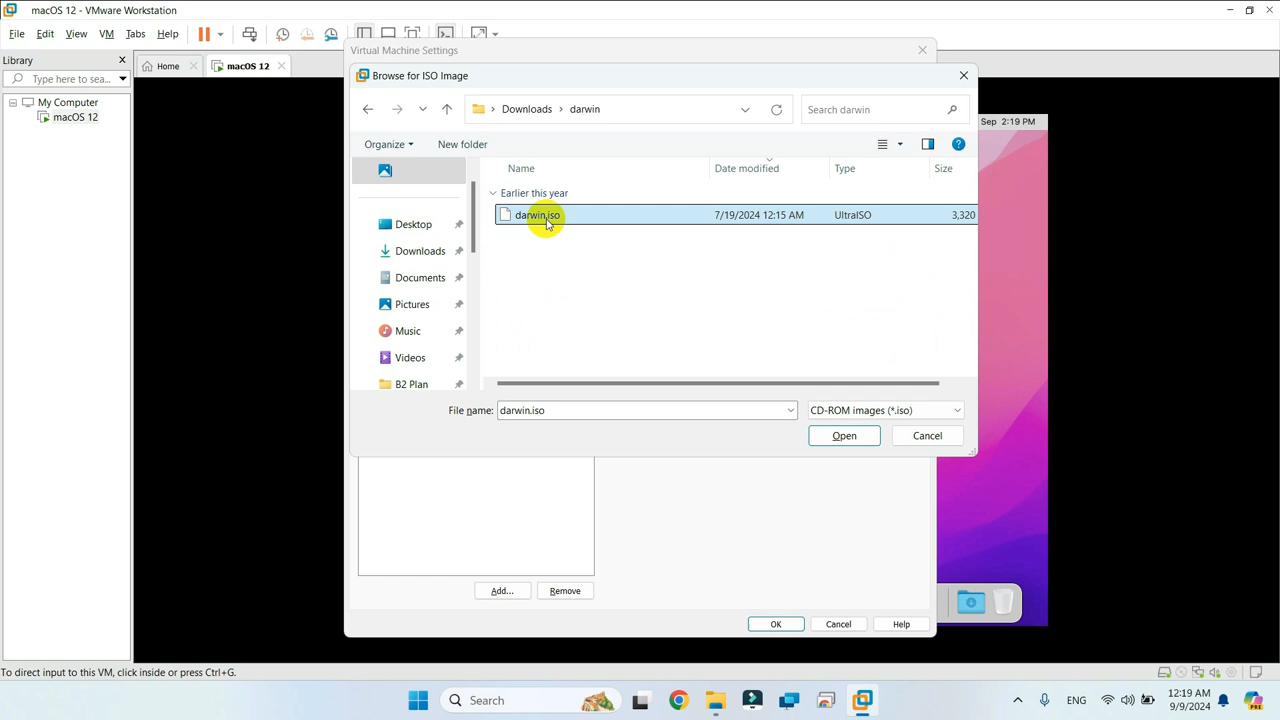 macOS 12 - VMware Workstation
File Edit View VM Tabs Help
Library
Type here to sea...
My Computer
macOS 12
Home
macOS 12
Virtual Machine Settings
Browse for ISO Image
Downloads > darwin
Search darwin
Organize
New folder
Name Date modified Type Size
Earlier this year
darwin.iso 7/19/2024 12:15 AM UltraISO 3,320
Desktop
Downloads
Documents
Pictures
Music
Videos
B2 Plan
File name: darwin.iso CD-ROM images (*.iso)
Open Cancel
Sep 2:19 PM
Add... Remove
OK Cancel Help
To direct input to this VM, click inside or press Ctrl+G.
Search
ENG
12:19 AM
9/9/2024
PRE